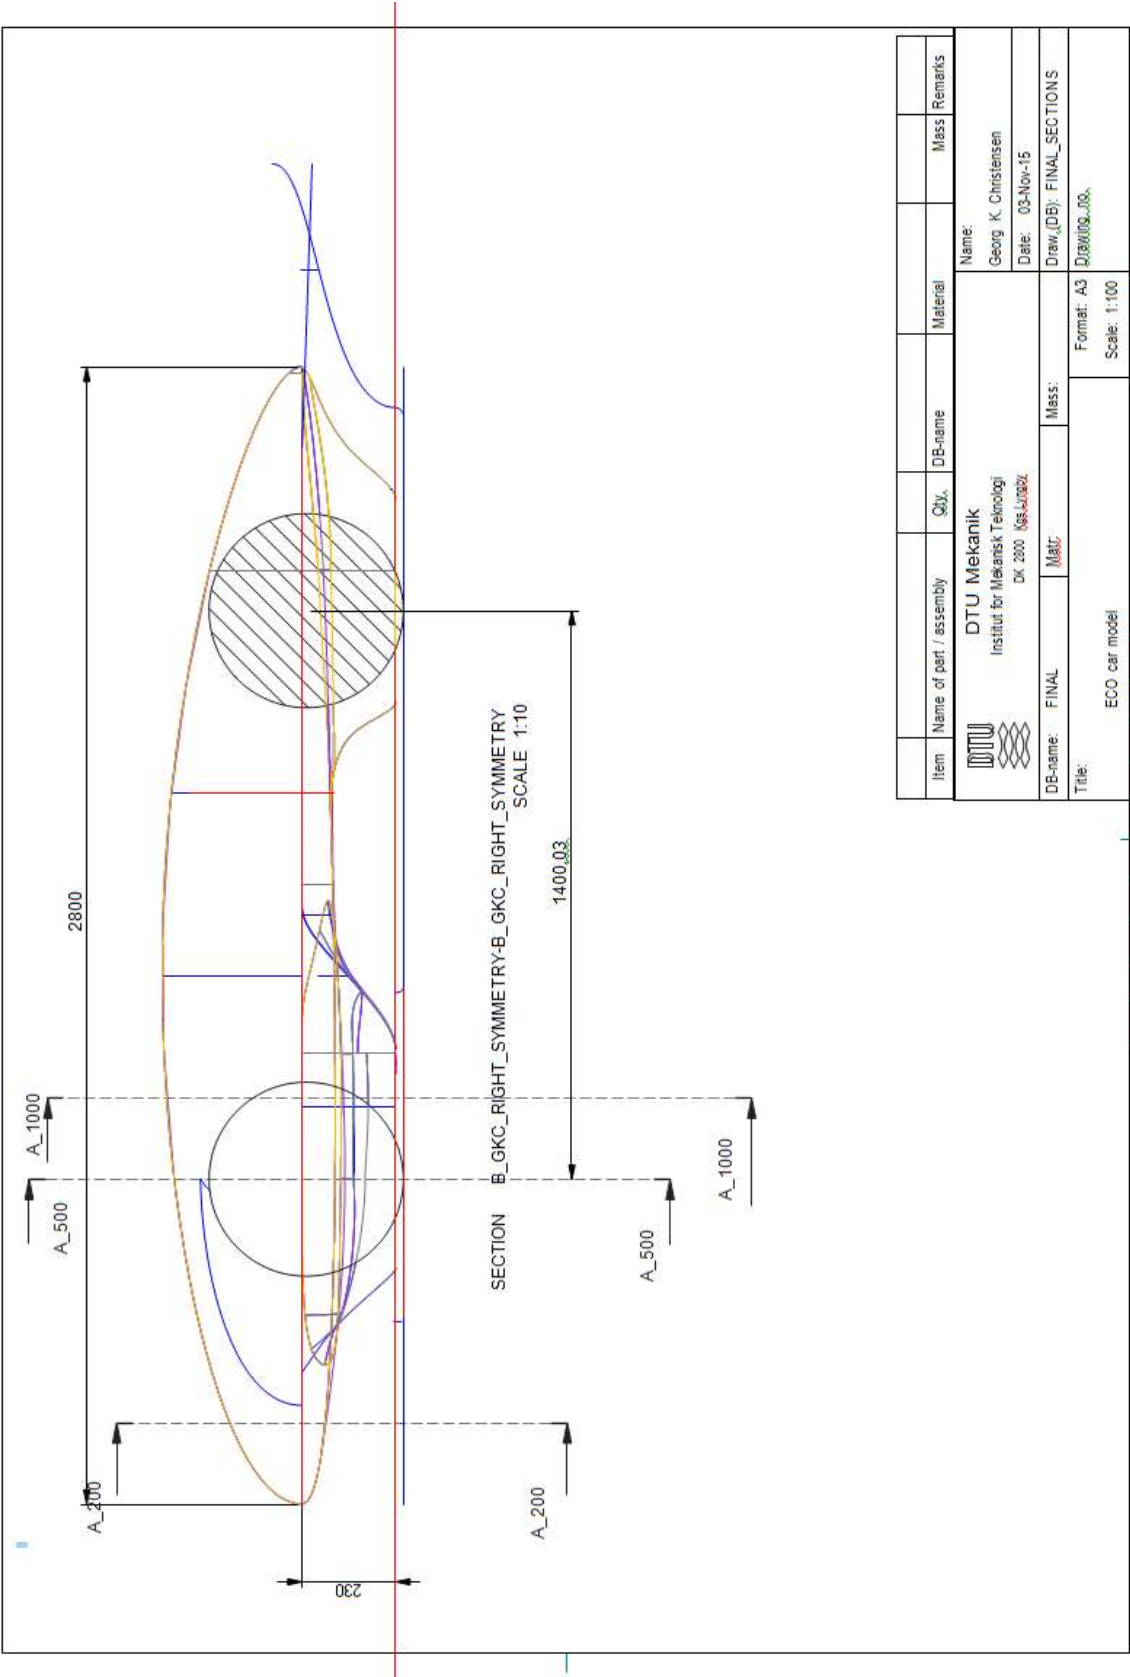 2800
A_1000
A_500
A_200
230
A_200
A_500
A_1000
1400.03
SECTION B_GKC_RIGHT_SYMMETRY-B_GKC_RIGHT_SYMMETRY
SCALE 1:10
Item Name of part / assembly Qty. DB-name Material Mass Remarks
DTU
DTU Mekanik
Institut for Mekanisk Teknologi
DK 2800 Kgs.Lyngby
Name:
Georg K. Christensen
Date: 03-Nov-15
DB-name: FINAL Matr: Mass: Draw.(DB): FINAL_SECTIONS
Title:
ECO car model
Format: A3 Drawing.no.
Scale: 1:100